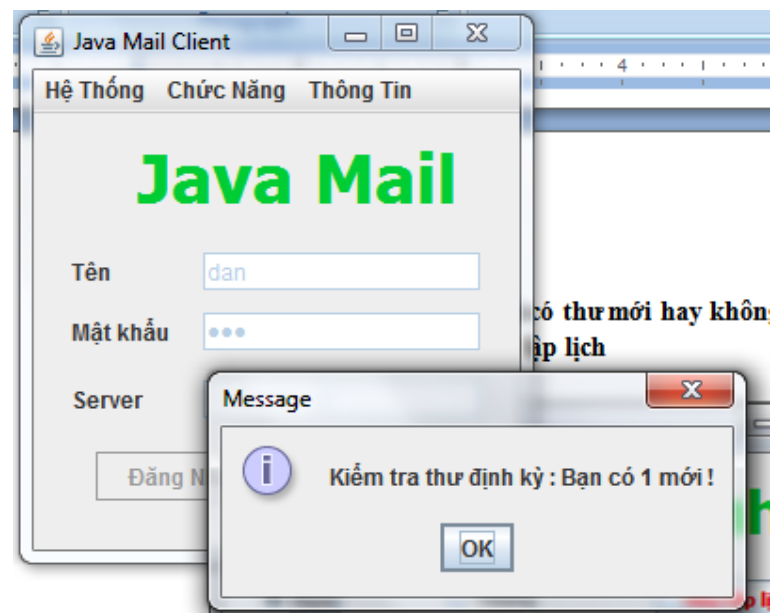 Java Mail Client
4
Hệ Thống Chức Năng Thông Tin
Java Mail
Tên dan
có thư mới hay không
Mật khẩu
lịch
Server
Message
Đăng
Kiểm tra thư định kỳ : Bạn có 1 mới !
OK